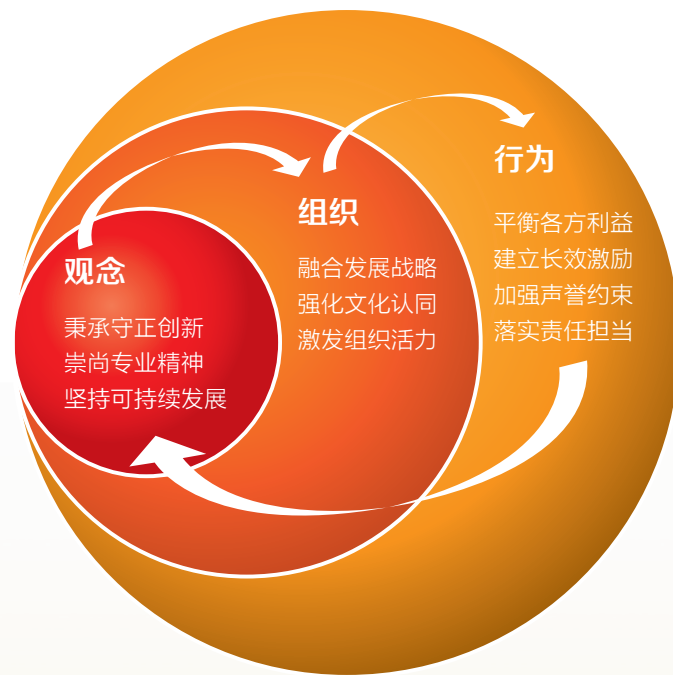 观念
秉承守正创新
崇尚专业精神
坚持可持续发展
组织
融合发展战略
强化文化认同
激发组织活力
行为
平衡各方利益
建立长效激励
加强声誉约束
落实责任担当